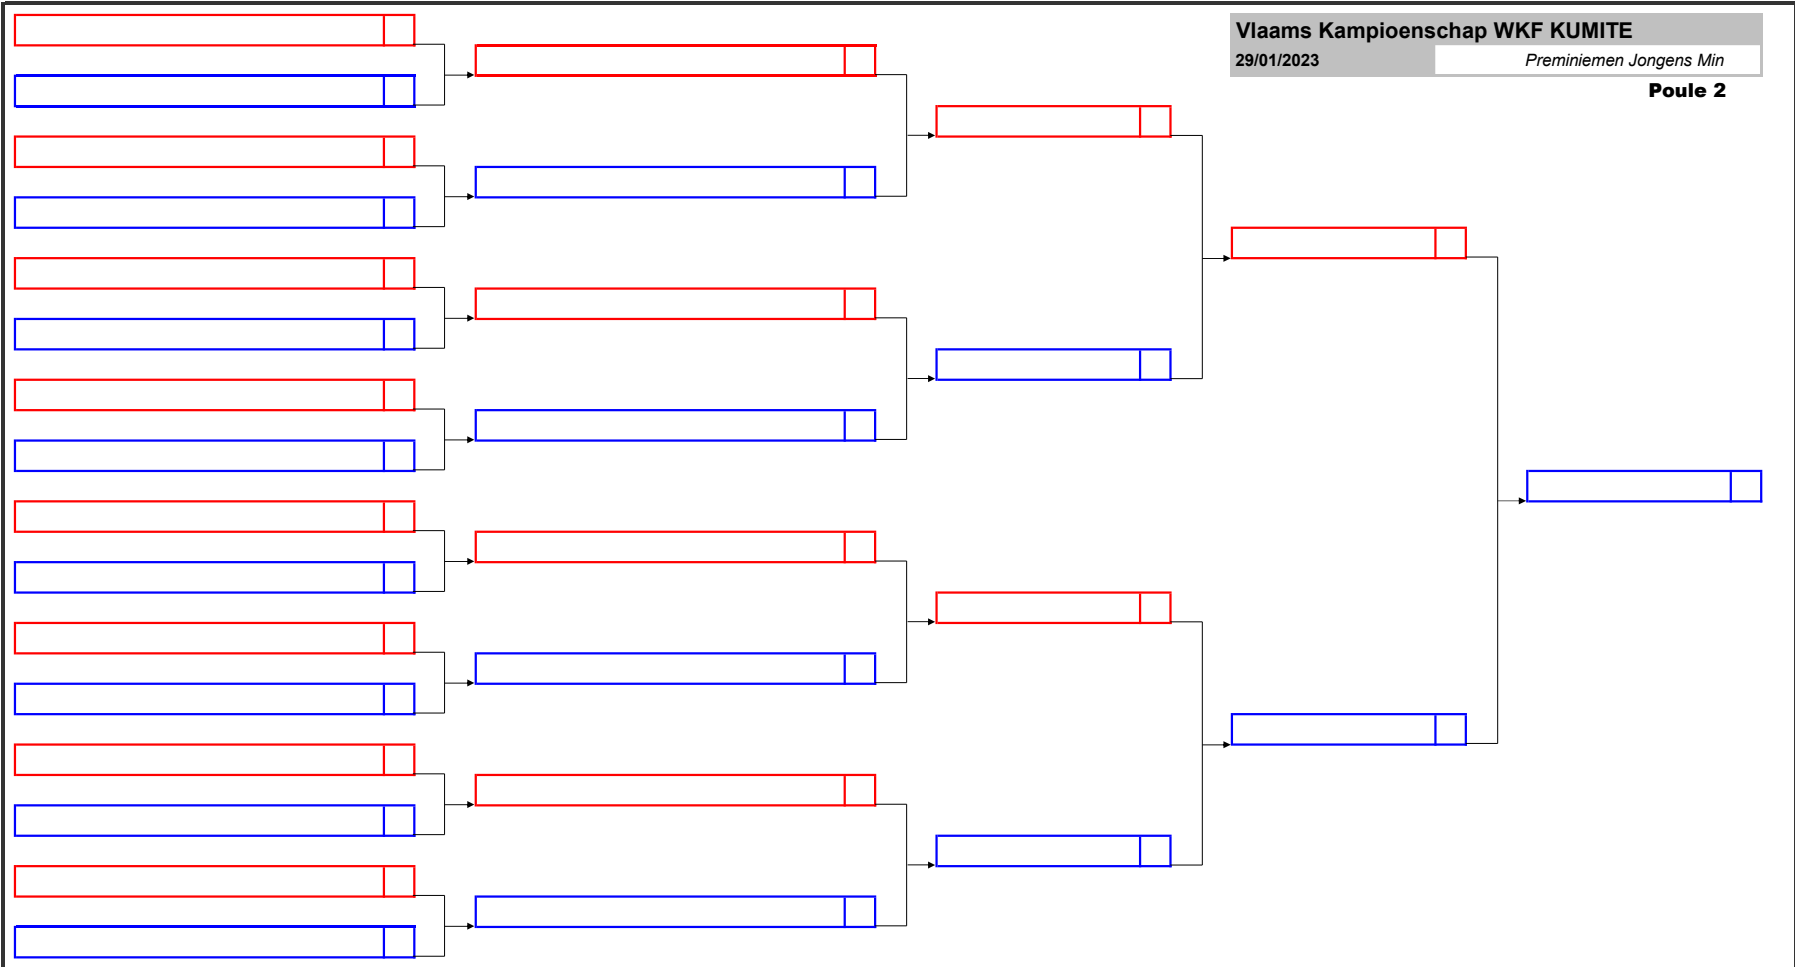 Vlaams Kampioenschap WKF KUMITE
29/01/2023 Preminiemen Jongens Min
Poule 2